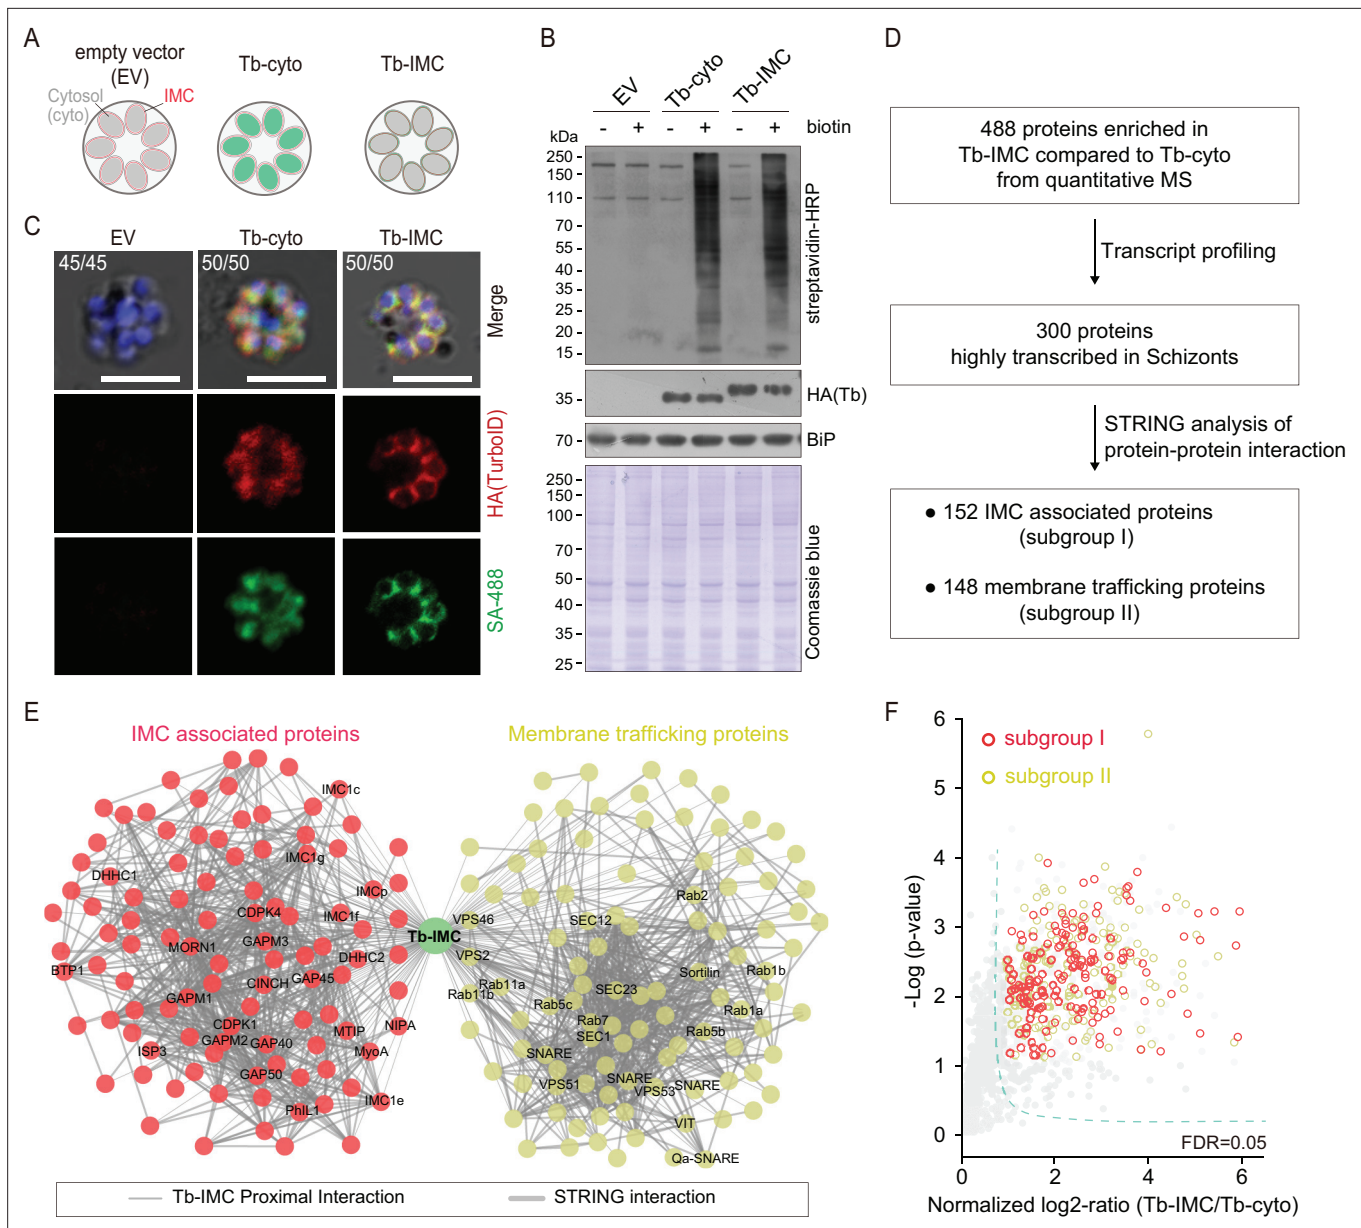 A
empty vector
(EV)
Tb-cyto
Tb-IMC
Cytosol
(cyto)
IMC
B
EV
Tb-cyto
Tb-IMC
- + - + - +
biotin
kDa
250
150
110
70
55
40
35
25
20
15
streptavidin-HRP
35
HA(Tb)
70
BiP
250
150
100
70
50
40
35
25
Coomassie blue
C
EV
Tb-cyto
Tb-IMC
45/45
50/50
50/50
Merge
HA(TurboID)
SA-488
D
488 proteins enriched in
Tb-IMC compared to Tb-cyto
from quantitative MS
Transcript profiling
300 proteins
highly transcribed in Schizonts
STRING analysis of
protein-protein interaction
● 152 IMC associated proteins
(subgroup I)
● 148 membrane trafficking proteins
(subgroup II)
E
IMC associated proteins
Membrane trafficking proteins
IMC1c
IMC1g
DHHC1
IMCp
CDPK4
IMC1f
MORN1
GAPM3
DHHC2
BTP1
CINCH
GAP45
GAPM1
CDPK1
MTIP
NIPA
GAPM2
GAP40
ISP3
MyoA
GAP50
PhIL1
IMC1e
Tb-IMC
VPS46
VPS2
Rab2
SEC12
Sortilin
Rab1b
Rab11a
Rab11b
SEC23
Rab5c
Rab1a
Rab7
SEC1
Rab5b
SNARE
VPS51
SNARE
VPS53
SNARE
VIT
Qa-SNARE
Tb-IMC Proximal Interaction
STRING interaction
F
6
5
4
3
2
1
0
-Log (p-value)
subgroup I
subgroup II
FDR=0.05
0 2 4 6
Normalized log2-ratio (Tb-IMC/Tb-cyto)